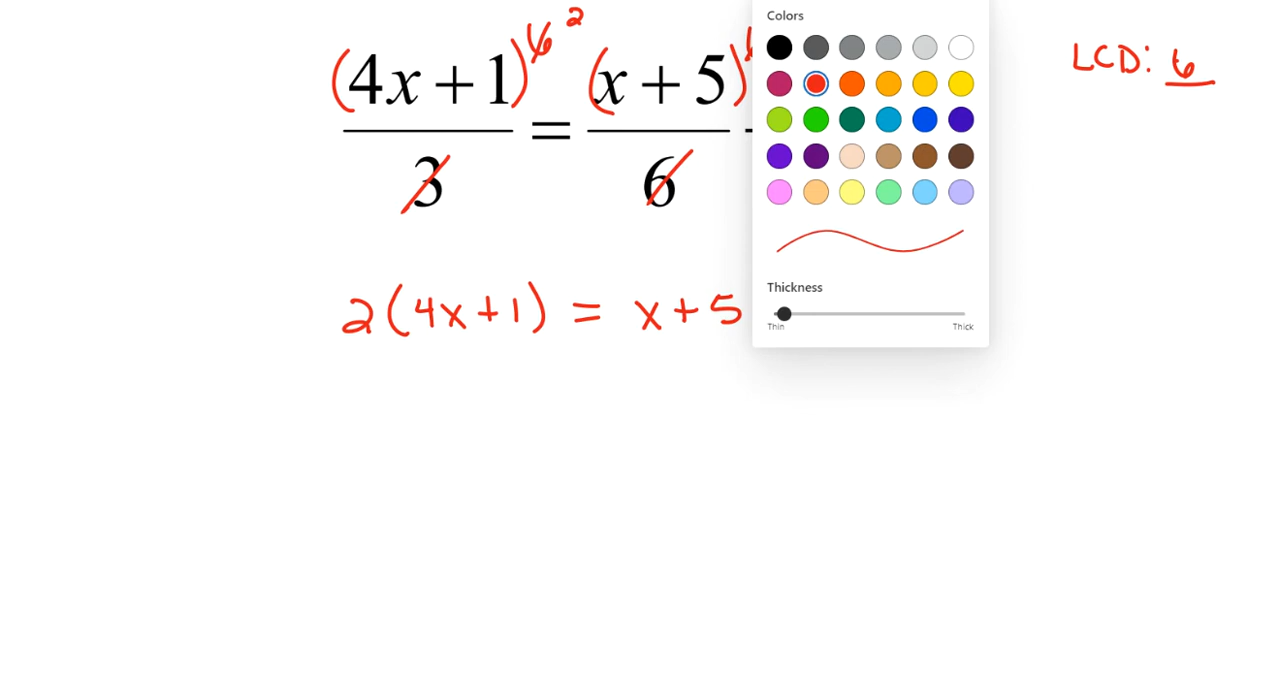 (4x + 1)6 2 = (x + 5)
3 6
LCD: 6
2(4x+1) = x+5
Colors
Thickness
Thin Thick